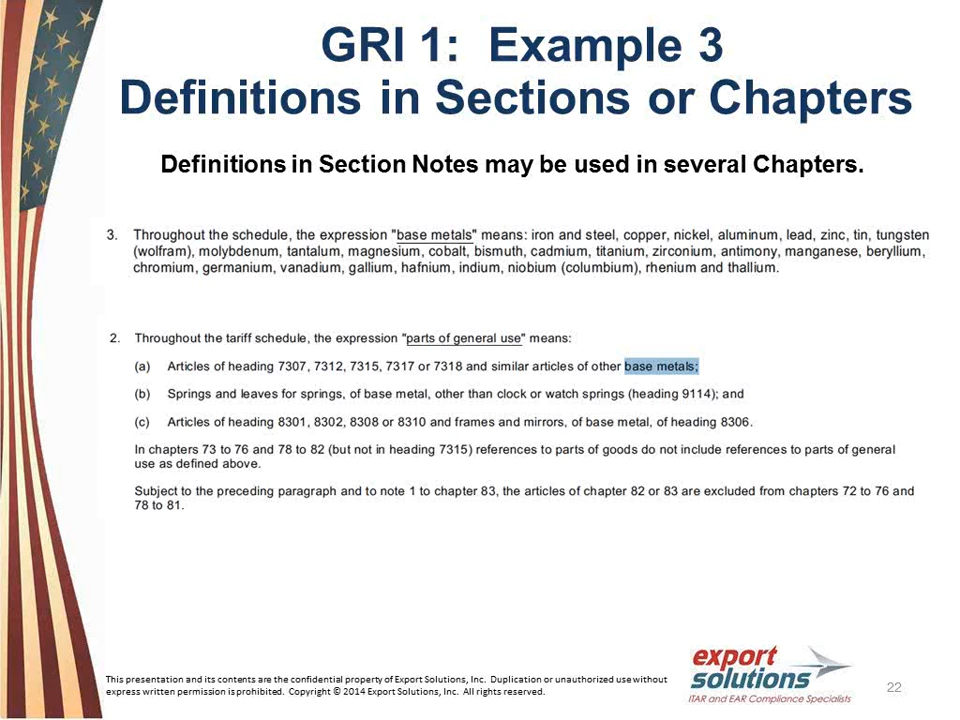 GRI 1:  Example 3
Definitions in Sections or Chapters
Definitions in Section Notes may be used in several Chapters.
3. Throughout the schedule, the expression "base metals" means: iron and steel, copper, nickel, aluminum, lead, zinc, tin, tungsten
(wolfram), molybdenum, tantalum, magnesium, cobalt, bismuth, cadmium, titanium, zirconium, antimony, manganese, beryllium,
chromium, germanium, vanadium, gallium, hafnium, indium, niobium (columbium), rhenium and thallium.
2. Throughout the tariff schedule, the expression "parts of general use" means:
(a) Articles of heading 7307, 7312, 7315, 7317 or 7318 and similar articles of other base metals;
(b) Springs and leaves for springs, of base metal, other than clock or watch springs (heading 9114); and
(c) Articles of heading 8301, 8302, 8308 or 8310 and frames and mirrors, of base metal, of heading 8306.
In chapters 73 to 76 and 78 to 82 (but not in heading 7315) references to parts of goods do not include references to parts of general
use as defined above.
Subject to the preceding paragraph and to note 1 to chapter 83, the articles of chapter 82 or 83 are excluded from chapters 72 to 76 and
78 to 81.
This presentation and its contents are the confidential property of Export Solutions, Inc. Duplication or unauthorized use without
express written permission is prohibited. Copyright © 2014 Export Solutions, Inc. All rights reserved.
export
solutions
ITAR and EAR Compliance Specialists
22